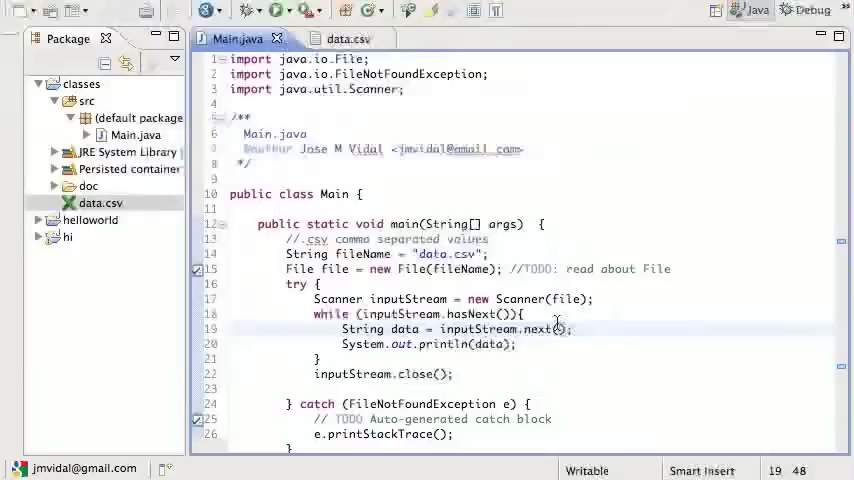 Java
Debug
Package
Main.java
data.csv
classes
src
(default package
Main.java
JRE System Library
Persisted container
doc
data.csv
helloworld
hi
1 import java.io.File;
2 import java.io.FileNotFoundException;
3 import java.util.Scanner;
4
5 /**
6 Main.java
7 @author Jose M Vidal <jmvidal@gmail.com>
8 */
9
10 public class Main {
11
12 public static void main(String[] args) {
13 //.csv comma separated values
14 String fileName = "data.csv";
15 File file = new File(fileName); //TODO: read about File
16 try {
17 Scanner inputStream = new Scanner(file);
18 while (inputStream.hasNext()){
19 String data = inputStream.next();
20 System.out.println(data);
21 }
22 inputStream.close();
23
24 } catch (FileNotFoundException e) {
25 // TODO Auto-generated catch block
26 e.printStackTrace();
}
jmvidal@gmail.com
Writable
Smart Insert
19 48